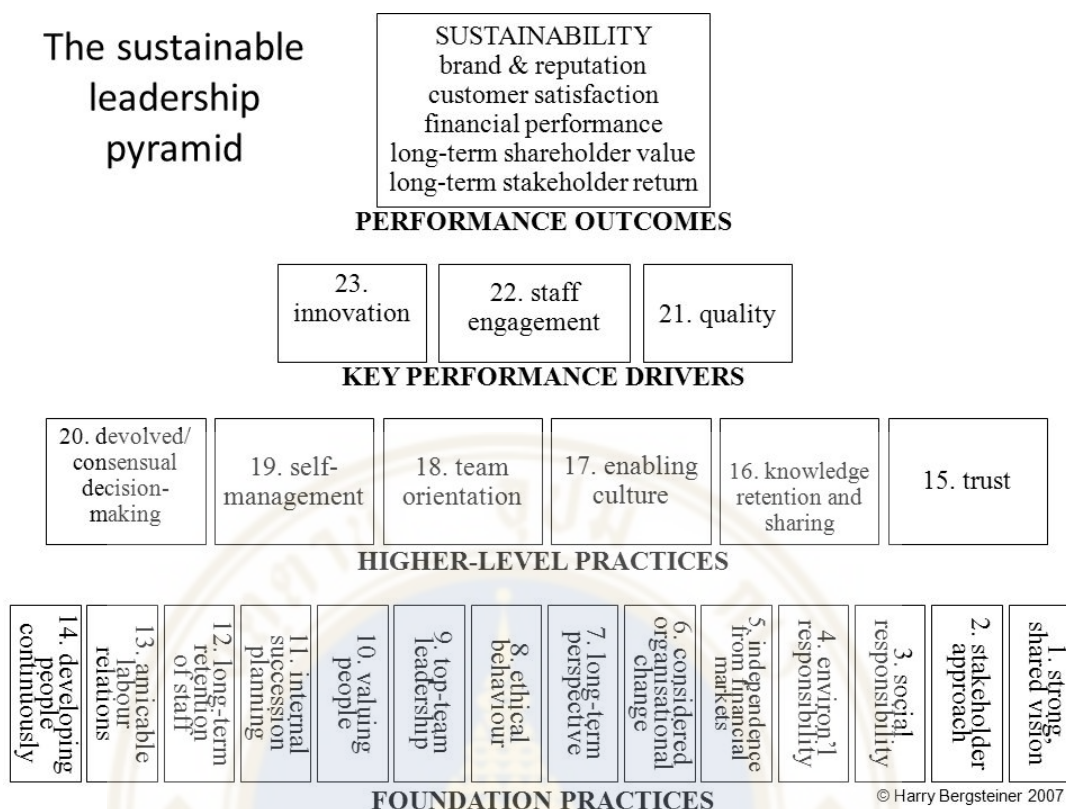 The sustainable
leadership
pyramid
SUSTAINABILITY
brand & reputation
customer satisfaction
financial performance
long-term shareholder value
long-term stakeholder return
PERFORMANCE OUTCOMES
23.
innovation
22. staff
engagement
21. quality
KEY PERFORMANCE DRIVERS
20. devolved/
consensual
decision-
making
19. self-
management
18. team
orientation
17. enabling
culture
16. knowledge
retention and
sharing
15. trust
HIGHER-LEVEL PRACTICES
14. developing
people
continuously
13. amicable
labour
relations
12. long-term
retention
of staff
11. internal
succession
planning
10. valuing
people
9. top-team
leadership
8. ethical
behaviour
7. long-term
perspective
6. considered
organisational
change
5. independence
from financial
markets
4. environ'l
responsibility
3. social
responsibility
2. stakeholder
approach
1. strong,
shared vision
FOUNDATION PRACTICES
© Harry Bergsteiner 2007